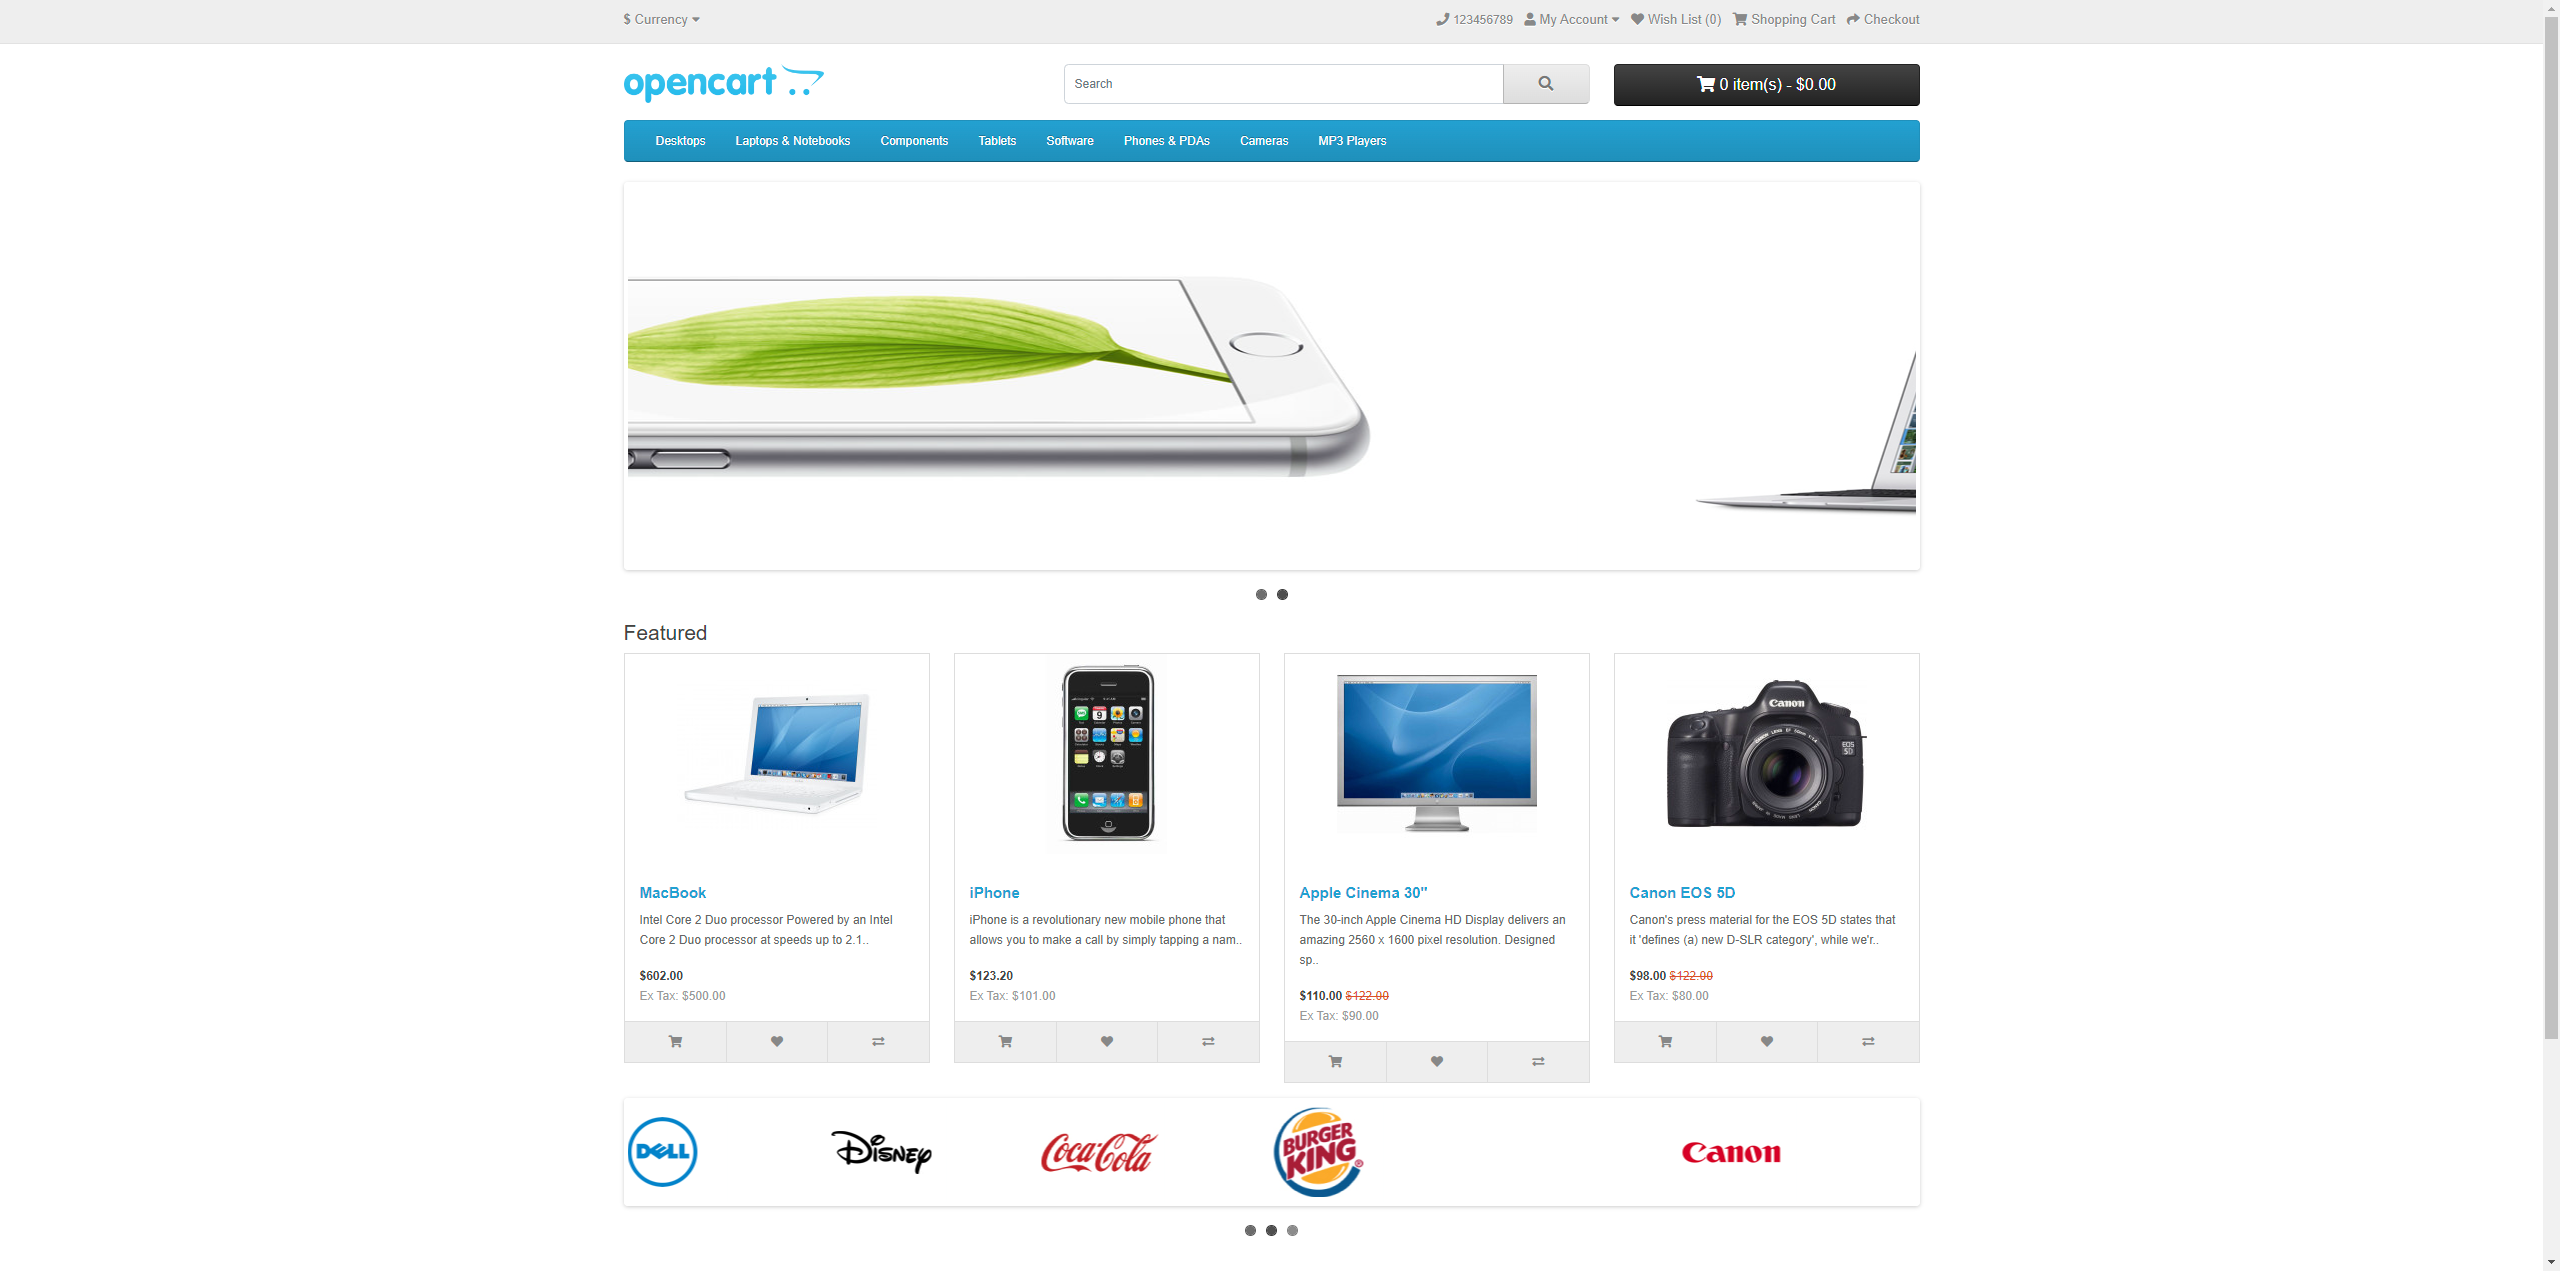 $ Currency
123456789 My Account Wish List (0) Shopping Cart Checkout
opencart
Search
0 item(s) - $0.00
Desktops Laptops & Notebooks Components Tablets Software Phones & PDAs Cameras MP3 Players
Featured
MacBook
Intel Core 2 Duo processor Powered by an Intel
Core 2 Duo processor at speeds up to 2.1..
$602.00
Ex Tax: $500.00
iPhone
iPhone is a revolutionary new mobile phone that
allows you to make a call by simply tapping a nam..
$123.20
Ex Tax: $101.00
Apple Cinema 30"
The 30-inch Apple Cinema HD Display delivers an
amazing 2560 x 1600 pixel resolution. Designed
sp..
$110.00 $122.00
Ex Tax: $90.00
Canon
EOS
5D
Canon EOS 5D
Canon's press material for the EOS 5D states that
it 'defines (a) new D-SLR category', while we'r..
$98.00 $122.00
Ex Tax: $80.00
DELL
Disney
Coca-Cola
BURGER
KING
Canon